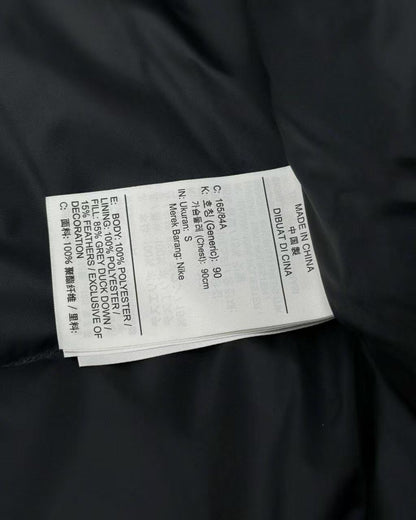 MADE IN CHINA
中国製
DIBUAT DI CINA
C: 165/84A
K: 호칭 (Generic): 90
가슴둘레 (Chest): 90cm
IN: Ukuran: S
Merek Barang: Nike
E: BODY: 100% POLYESTER /
LINING: 100% POLYESTER /
FILL: 85% GREY DUCK DOWN /
15% FEATHERS / EXCLUSIVE OF
DECORATION
C: 面料: 100% 聚酯纤维 / 里料: